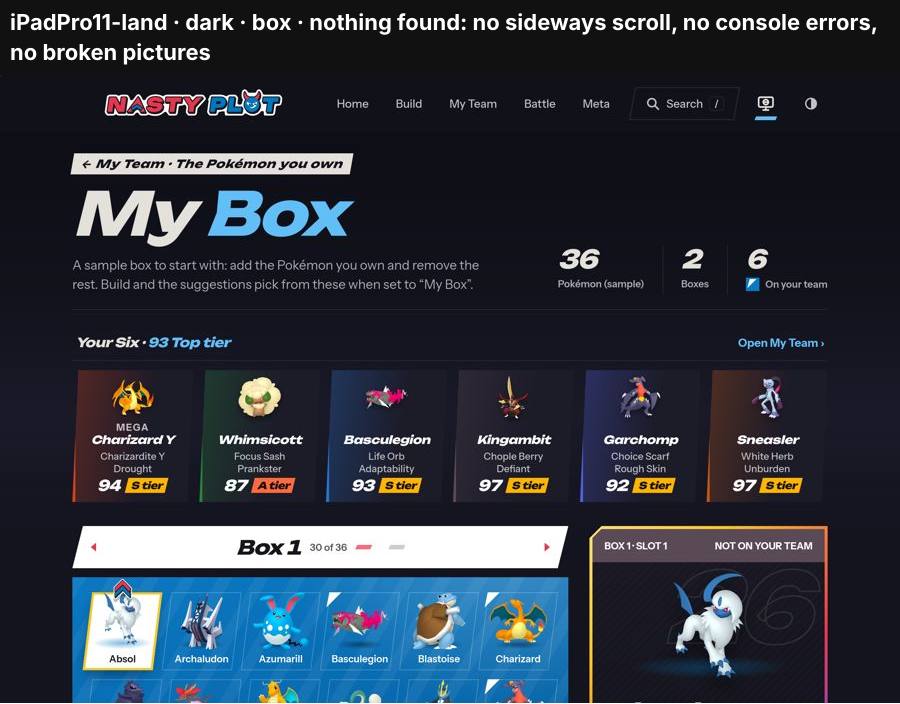 iPadPro11-land · dark · box · nothing found: no sideways scroll, no console errors,
no broken pictures
NASTY PLOT
Home Build My Team Battle Meta Search /
← My Team · The Pokémon you own
My Box
A sample box to start with: add the Pokémon you own and remove the
rest. Build and the suggestions pick from these when set to “My Box”.
36 2 6
Pokémon (sample) Boxes On your team
Your Six · 93 Top tier
Open My Team ›
MEGA
Charizard Y
Charizardite Y
Drought
94 S tier
Whimsicott
Focus Sash
Prankster
87 A tier
Basculegion
Life Orb
Adaptability
93 S tier
Kingambit
Chople Berry
Defiant
97 S tier
Garchomp
Choice Scarf
Rough Skin
92 S tier
Sneasler
White Herb
Unburden
97 S tier
Box 1 30 of 36
Absol Archaludon Azumarill Basculegion Blastoise Charizard
BOX 1 · SLOT 1 NOT ON YOUR TEAM